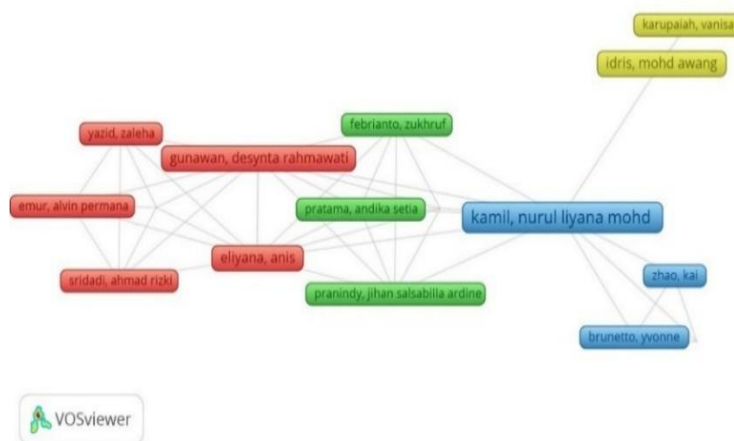 karupaiah, vanisa
idris, mohd awang
febrianto, zukhruf
yazid, zaleha
gunawan, desynta rahmawati
emur, alvin permana
pratama, andika setia
kamil, nurul liyana mohd
eliyana, anis
sridadi, ahmad rizki
zhao, kai
pranindy, jihan salsabilla ardine
brunetto, yvonne
VOSviewer